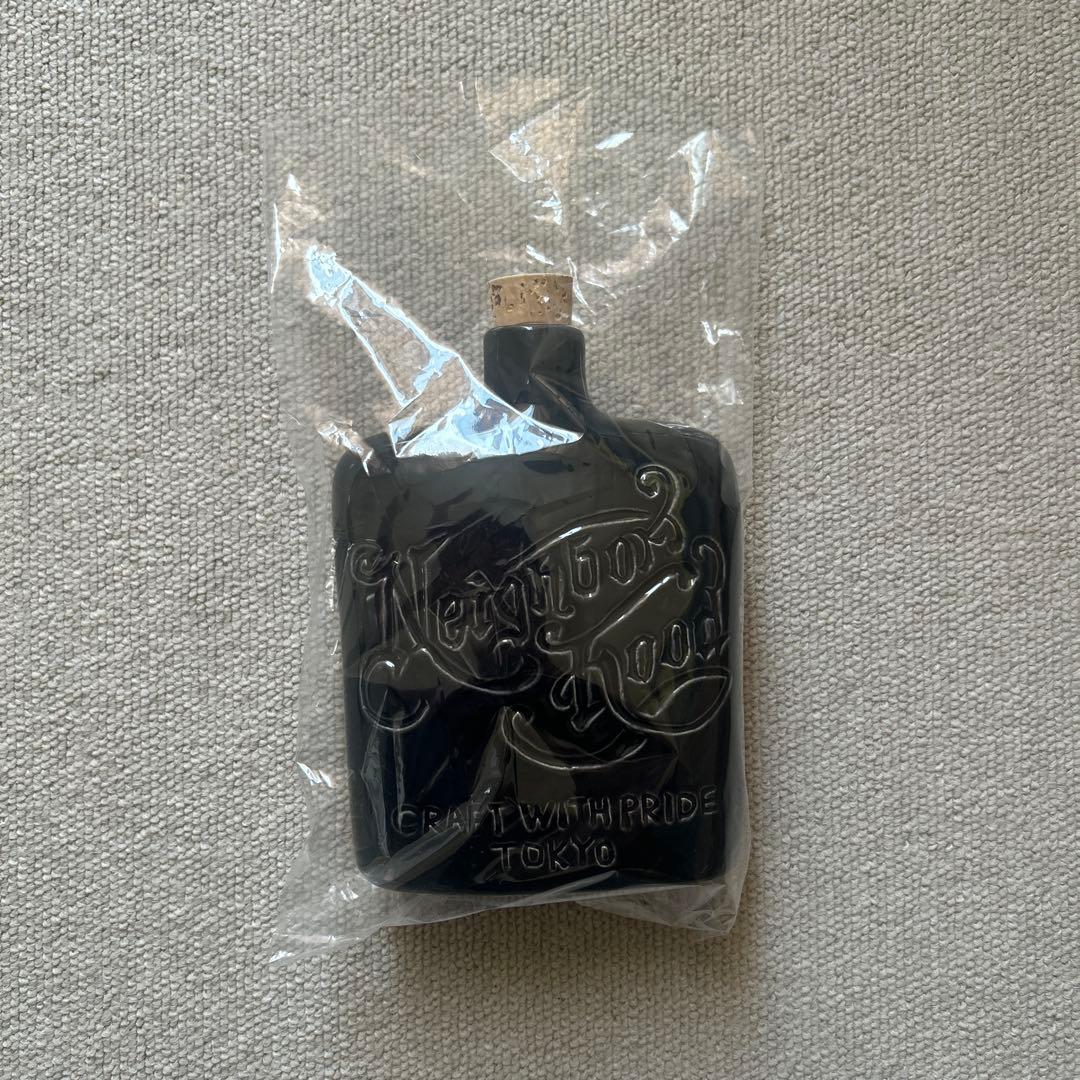 Neighbor
Hood
CRAFT WITH PRIDE
TOKYO